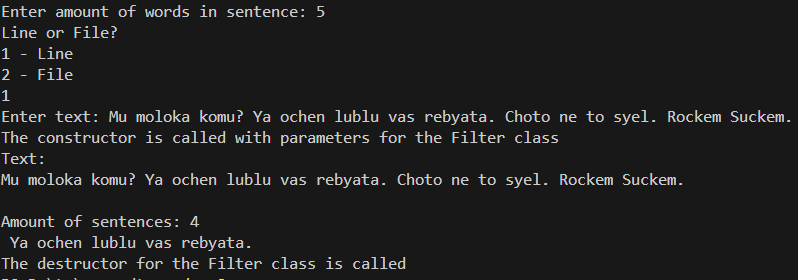 Enter amount of words in sentence: 5
Line or File?
1 - Line
2 - File
1
Enter text: Mu moloka komu? Ya ochen lublu vas rebyata. Choto ne to syel. Rockem Suckem.
The constructor is called with parameters for the Filter class
Text:
Mu moloka komu? Ya ochen lublu vas rebyata. Choto ne to syel. Rockem Suckem.
Amount of sentences: 4
 Ya ochen lublu vas rebyata.
The destructor for the Filter class is called